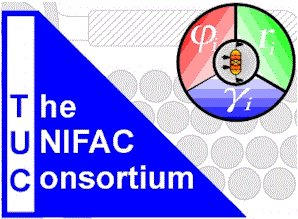 The
UNIFAC
Consortium
φi
ri
γi